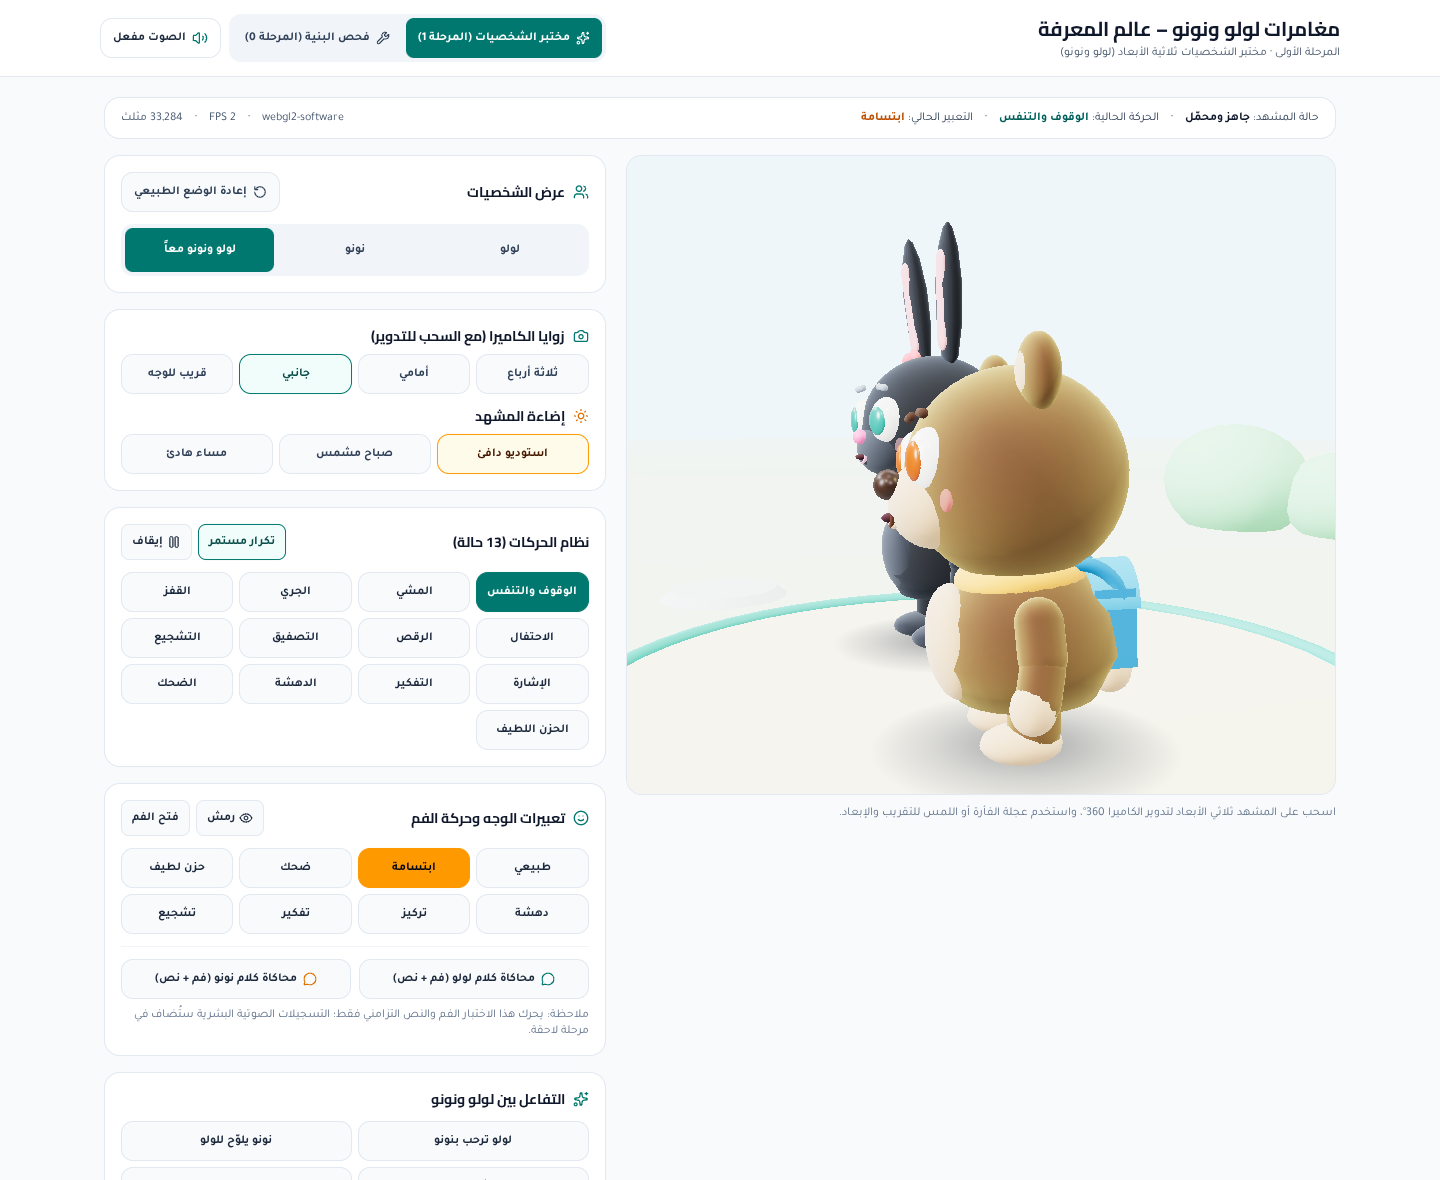 مغامرات لولو ونونو – عالم المعرفة
المرحلة الأولى · مختبر الشخصيات ثلاثية الأبعاد (لولو ونونو)
مختبر الشخصيات (المرحلة 1)
فحص البنية (المرحلة 0)
الصوت مفعل
حالة المشهد: جاهز ومحمّل · الحركة الحالية: الوقوف والتنفس · التعبير الحالي: ابتسامة
webgl2-software · FPS 2 · 33,284 مثلث
عرض الشخصيات
إعادة الوضع الطبيعي
لولو
نونو
لولو ونونو معاً
زوايا الكاميرا (مع السحب للتدوير)
ثلاثة أرباع
أمامي
جانبي
قريب للوجه
إضاءة المشهد
استوديو دافئ
صباح مشمس
مساء هادئ
نظام الحركات (13 حالة)
تكرار مستمر
إيقاف
الوقوف والتنفس
المشي
الجري
القفز
الاحتفال
الرقص
التصفيق
التشجيع
الإشارة
التفكير
الدهشة
الضحك
الحزن اللطيف
تعبيرات الوجه وحركة الفم
رمش
فتح الفم
طبيعي
ابتسامة
ضحك
حزن لطيف
دهشة
تركيز
تفكير
تشجيع
محاكاة كلام لولو (فم + نص)
محاكاة كلام نونو (فم + نص)
ملاحظة: يحرك هذا الاختبار الفم والنص التزامني فقط؛ التسجيلات الصوتية البشرية ستُضاف في
مرحلة لاحقة.
التفاعل بين لولو ونونو
لولو ترحب بنونو
نونو يلوّح للولو
اسحب على المشهد ثلاثي الأبعاد لتدوير الكاميرا 360°، واستخدم عجلة الفأرة أو اللمس للتقريب والإبعاد.